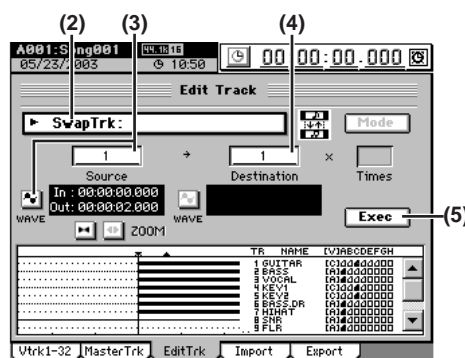 (2) (3) (4)
A001:Song001 44.1k 16 00:00:00.000
05/23/2003 10:50
Edit Track
SwapTrk: Mode
1 → 1 × 
Source Destination Times
In : 00:00:00.000
Out: 00:00:02.000
WAVE WAVE Exec (5)
ZOOM
TR NAME [V]ABCDEFGH
1 GUITAR [C]
2 BASS [A]
3 VOCAL [A]
4 KEY1 [C]
5 KEY2 [C]
6 BASS.DR [A]
7 HIHAT [A]
8 SNR [A]
9 FLR [A]
Vtrk1-32 MasterTrk EditTrk Import Export